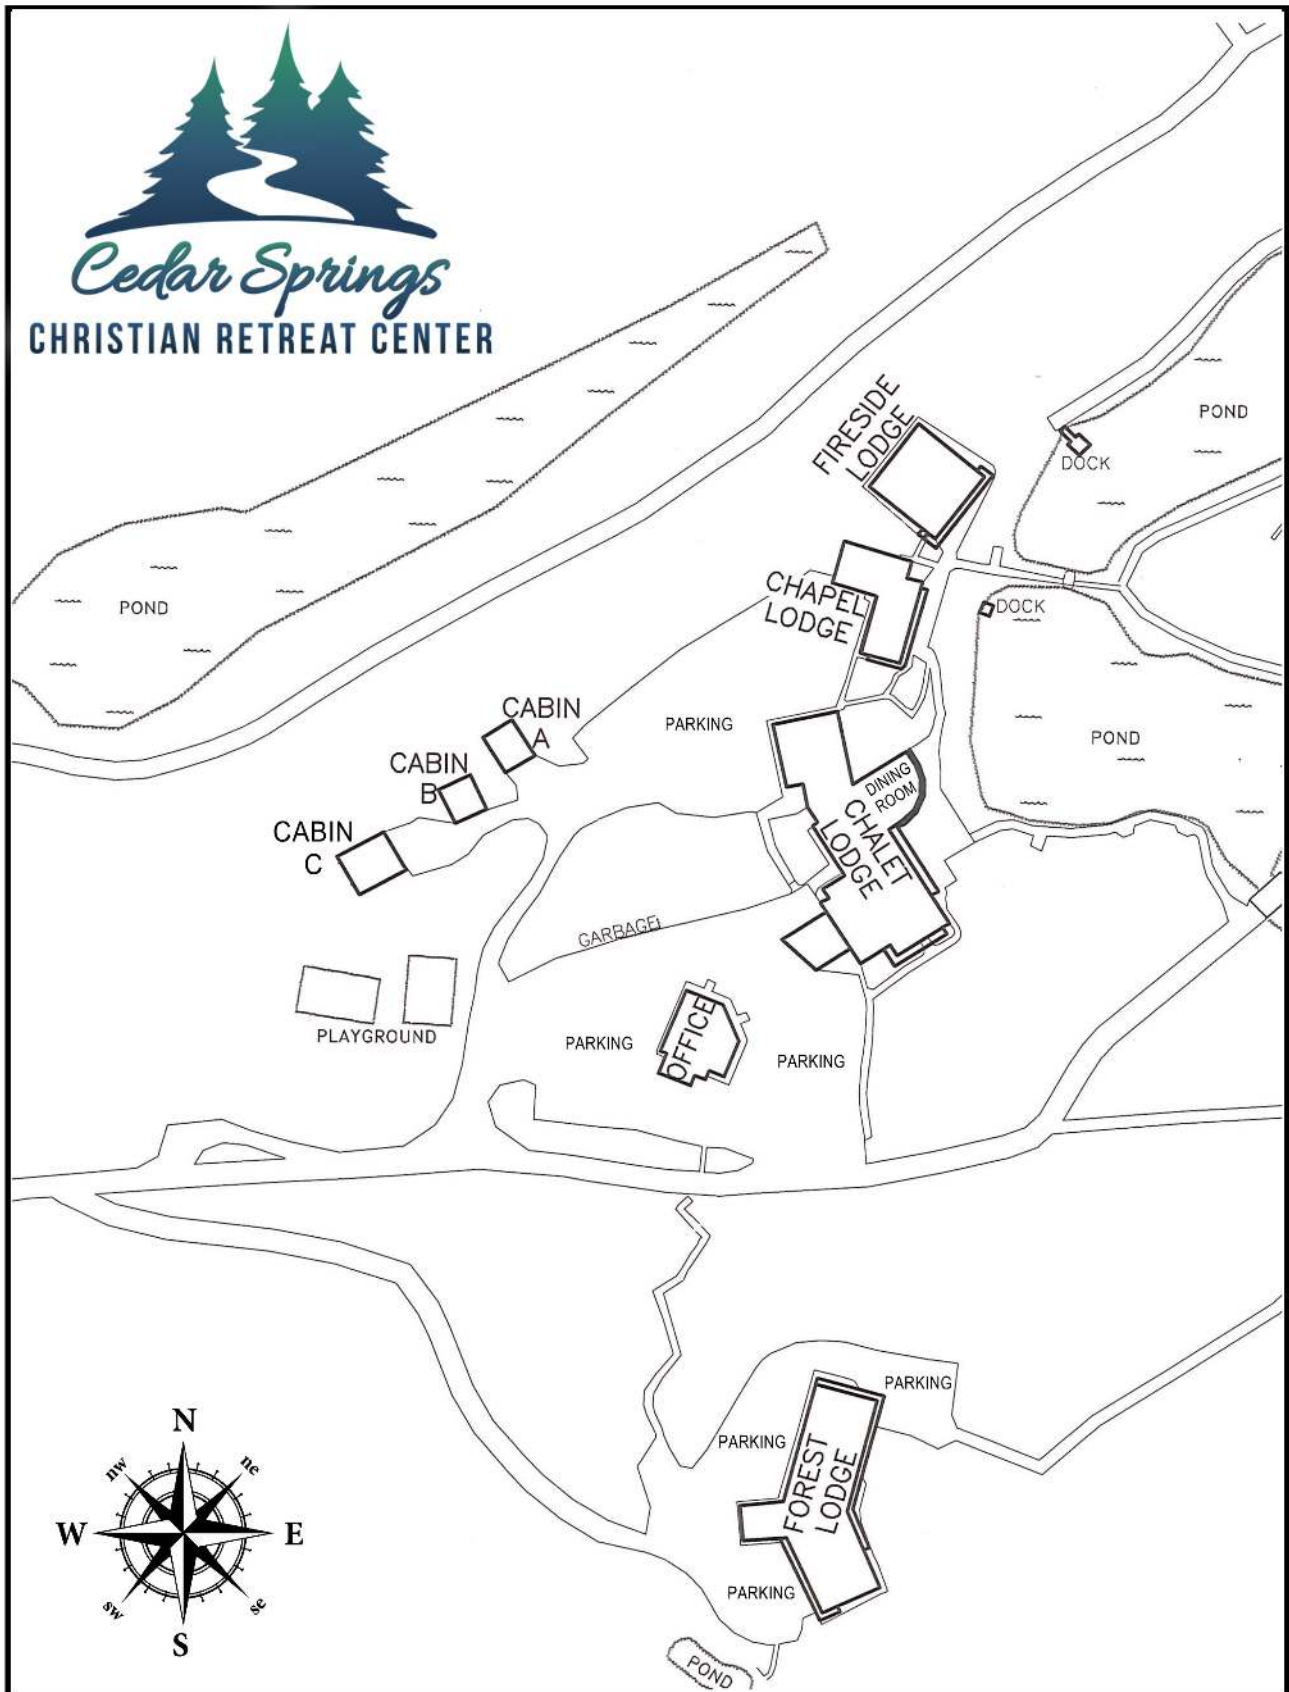 Cedar Springs
CHRISTIAN RETREAT CENTER
FIRESIDE
LODGE
POND
DOCK
CHAPEL
LODGE
DOCK
POND
CABIN
A
PARKING
POND
CABIN
B
DINING
ROOM
CHALET
LODGE
CABIN
C
GARBAGE
OFFICE
PLAYGROUND
PARKING
PARKING
PARKING
PARKING
FOREST
LODGE
PARKING
POND
N
nw
ne
W
E
sw
se
S